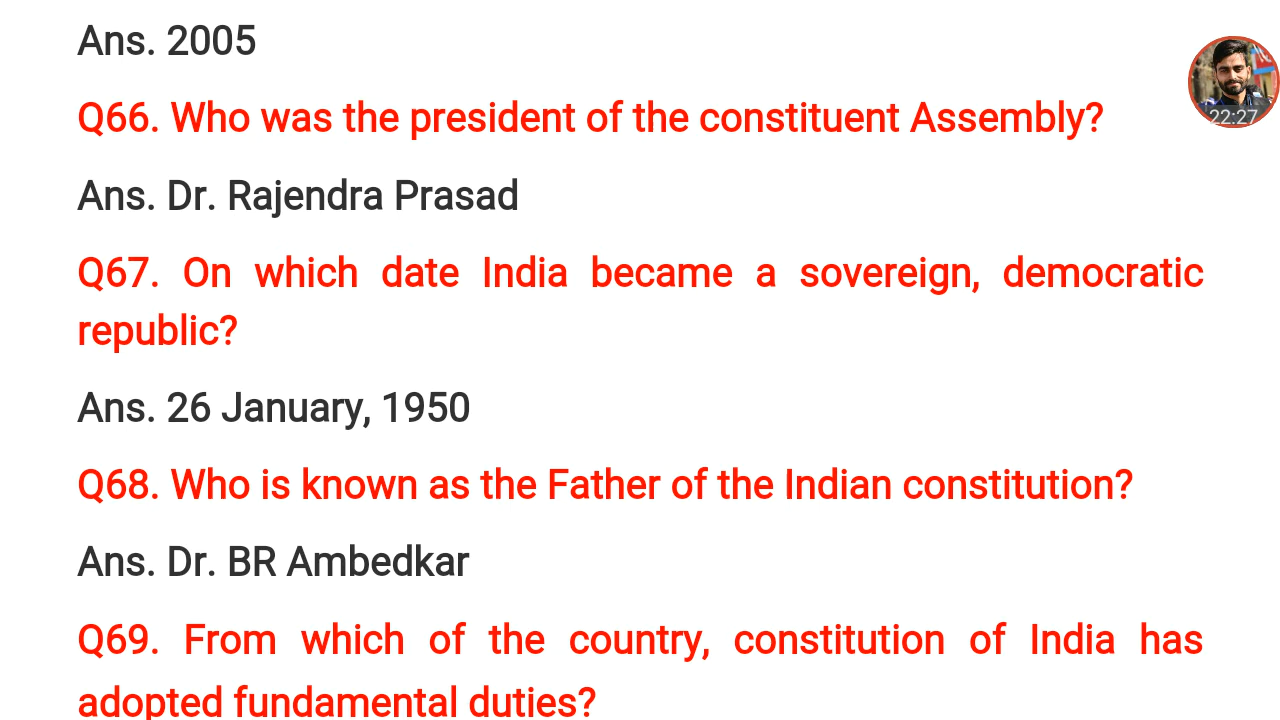 Ans. 2005
Q66. Who was the president of the constituent Assembly?
Ans. Dr. Rajendra Prasad
Q67. On which date India became a sovereign, democratic
republic?
Ans. 26 January, 1950
Q68. Who is known as the Father of the Indian constitution?
Ans. Dr. BR Ambedkar
Q69. From which of the country, constitution of India has
adopted fundamental duties?
22:27